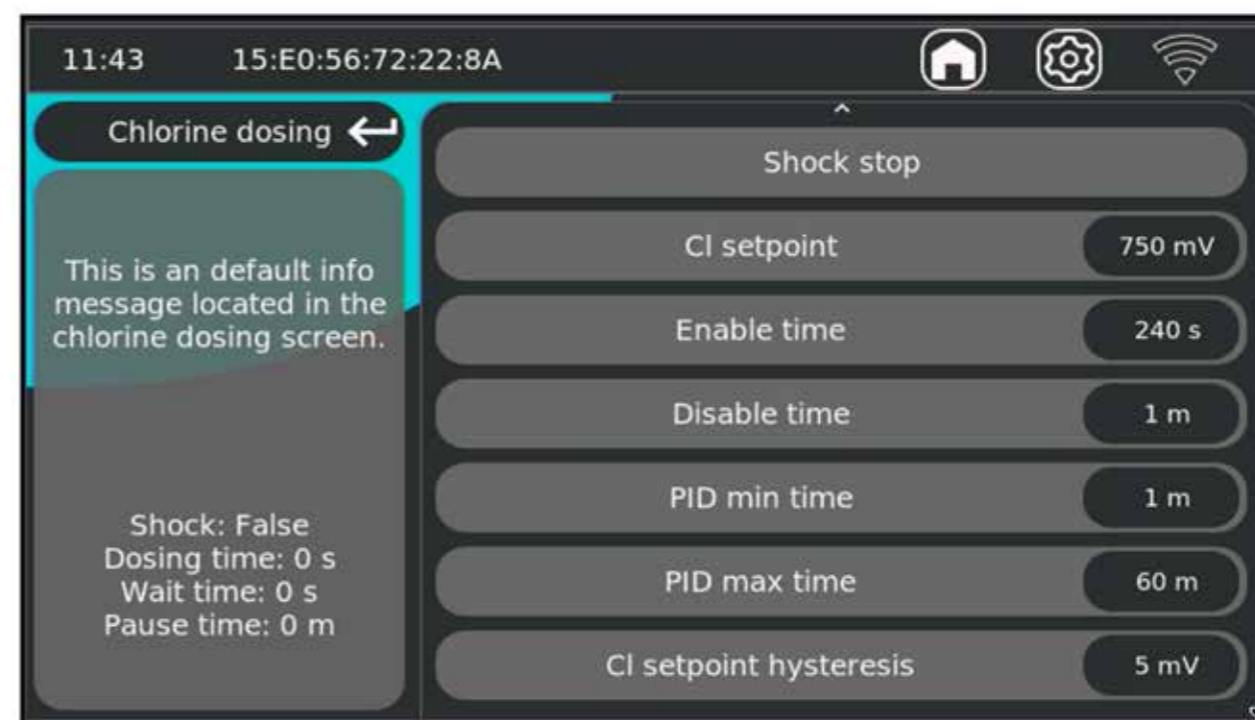 11:43 15:E0:56:72:22:8A
Chlorine dosing
This is an default info
message located in the
chlorine dosing screen.
Shock: False
Dosing time: 0 s
Wait time: 0 s
Pause time: 0 m
Shock stop
Cl setpoint 750 mV
Enable time 240 s
Disable time 1 m
PID min time 1 m
PID max time 60 m
Cl setpoint hysteresis 5 mV